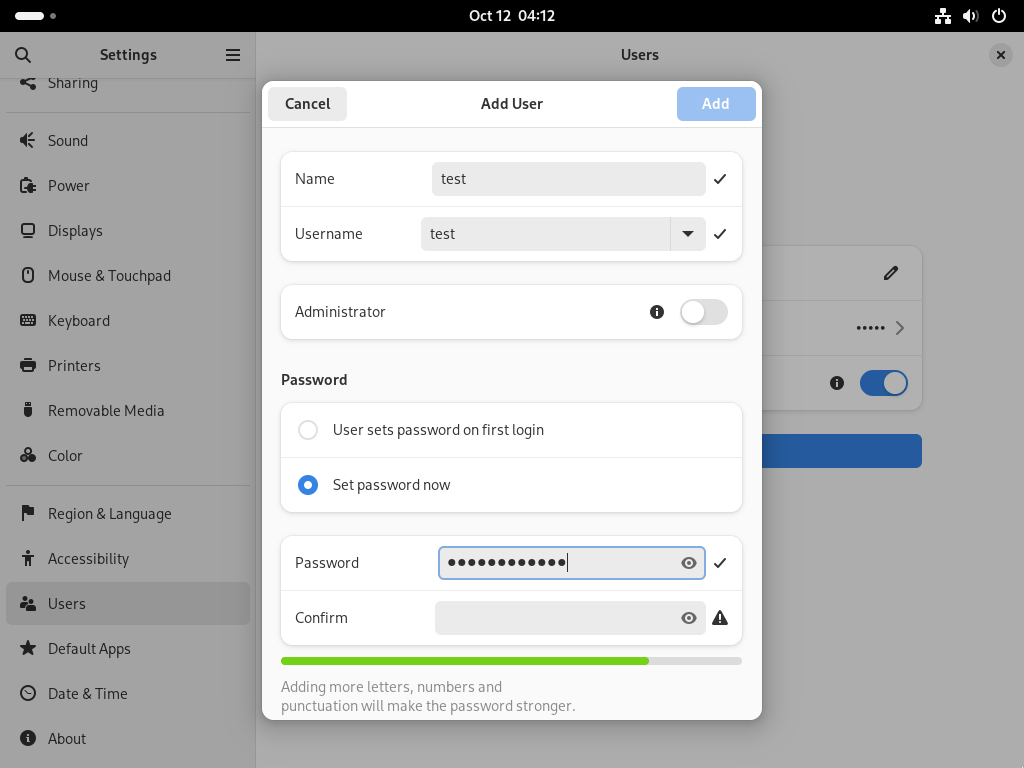 Oct 12 04:12
Settings
Users
Sharing
Sound
Power
Displays
Mouse & Touchpad
Keyboard
Printers
Removable Media
Color
Region & Language
Accessibility
Users
Default Apps
Date & Time
About
Cancel
Add User
Add
Name
test
Username
test
Administrator
Password
User sets password on first login
Set password now
Password
●●●●●●●●●●●●
Confirm
Adding more letters, numbers and
punctuation will make the password stronger.
•••••